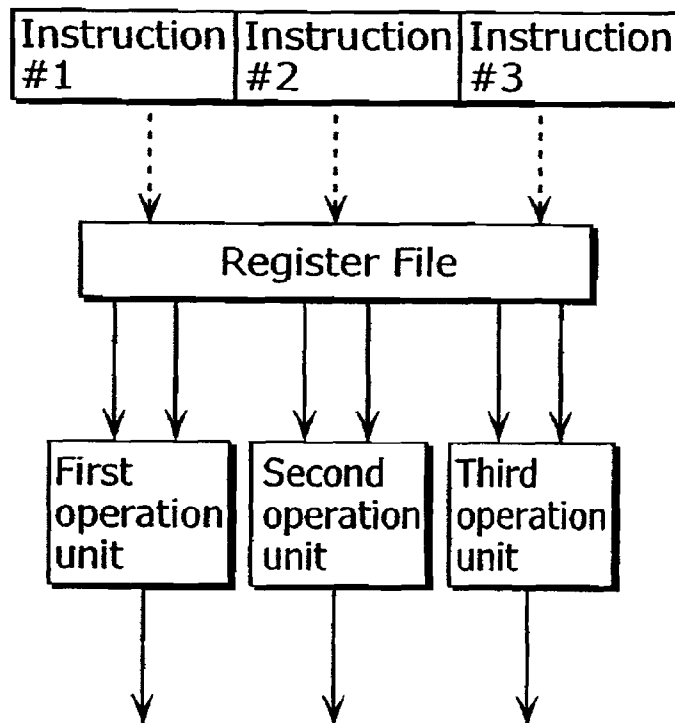 Instruction #1
Instruction #2
Instruction #3
Register File
First operation unit
Second operation unit
Third operation unit